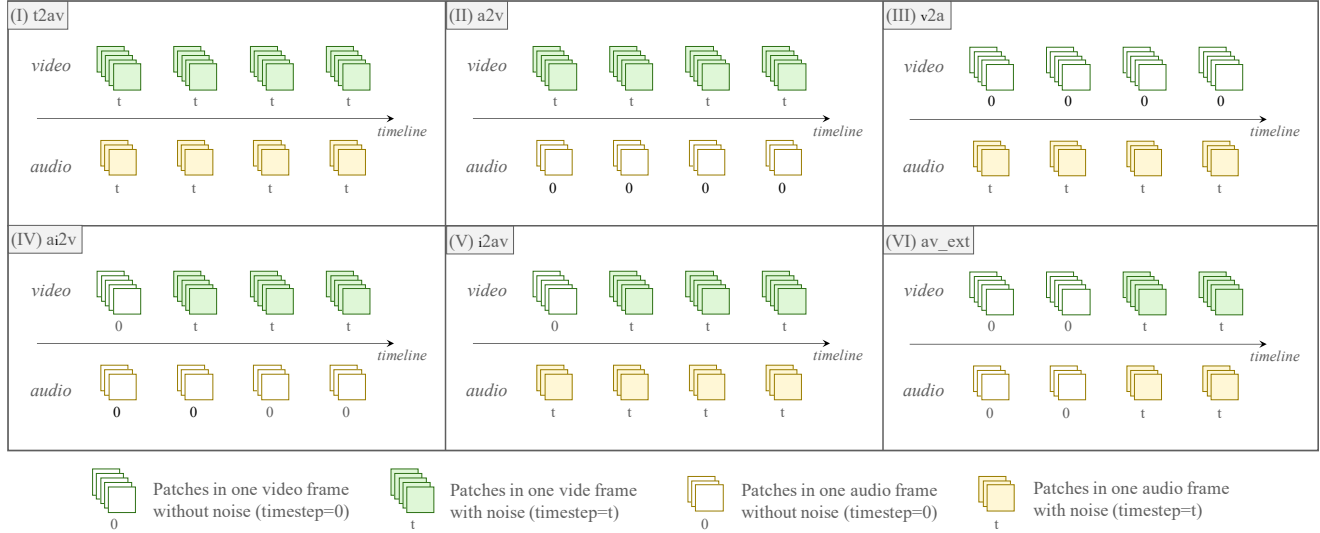 (I) t2av
video
t t t t
timeline
audio
t t t t
(II) a2v
t t t t
timeline
0 0 0 0
(III) v2a
video
0 0 0 0
timeline
audio
t t t t
(IV) ai2v
video
0 t t t
timeline
audio
0 0 0 0
(V) i2av
video
0 t t t
timeline
audio
t t t t
(VI) av_ext
video
0 0 t t
timeline
audio
0 0 t t
0
Patches in one video frame
without noise (timestep=0)
t
Patches in one vide frame
with noise (timestep=t)
0
Patches in one audio frame
without noise (timestep=0)
t
Patches in one audio frame
with noise (timestep=t)